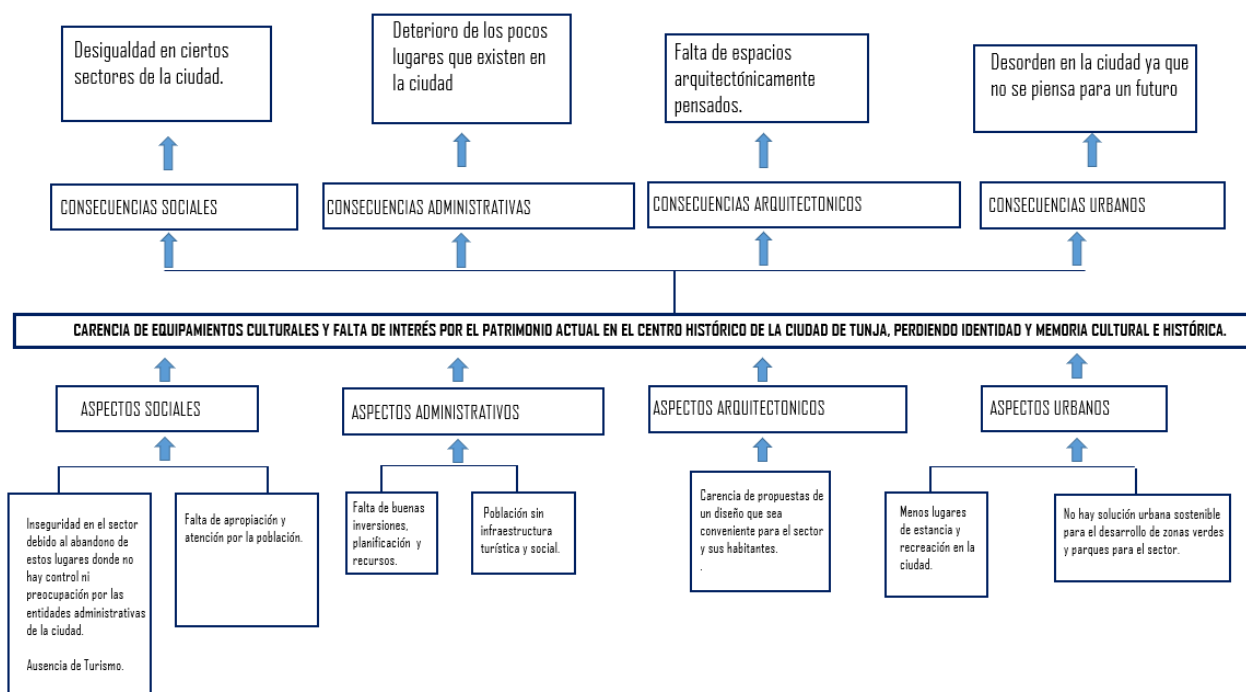 Desigualdad en ciertos
sectores de la ciudad.
Deterioro de los pocos
lugares que existen en
la ciudad
Falta de espacios
arquitectónicamente
pensados.
Desorden en la ciudad ya que
no se piensa para un futuro
CONSECUENCIAS SOCIALES
CONSECUENCIAS ADMINISTRATIVAS
CONSECUENCIAS ARQUITECTONICOS
CONSECUENCIAS URBANOS
CARENCIA DE EQUIPAMIENTOS CULTURALES Y FALTA DE INTERÉS POR EL PATRIMONIO ACTUAL EN EL CENTRO HISTÓRICO DE LA CIUDAD DE TUNJA, PERDIENDO IDENTIDAD Y MEMORIA CULTURAL E HISTÓRICA.
ASPECTOS SOCIALES
ASPECTOS ADMINISTRATIVOS
ASPECTOS ARQUITECTONICOS
ASPECTOS URBANOS
Inseguridad en el sector
debido al abandono de
estos lugares donde no
hay control ni
preocupación por las
entidades administrativas
de la ciudad.
Ausencia de Turismo.
Falta de apropiación y
atención por la población.
Falta de buenas
inversiones,
planificación y
recursos.
Población sin
infraestructura
turística y social.
Carencia de propuestas de
un diseño que sea
conveniente para el sector
y sus habitantes.
.
Menos lugares
de estancia y
recreación en la
ciudad.
No hay solución urbana sostenible
para el desarrollo de zonas verdes
y parques para el sector.